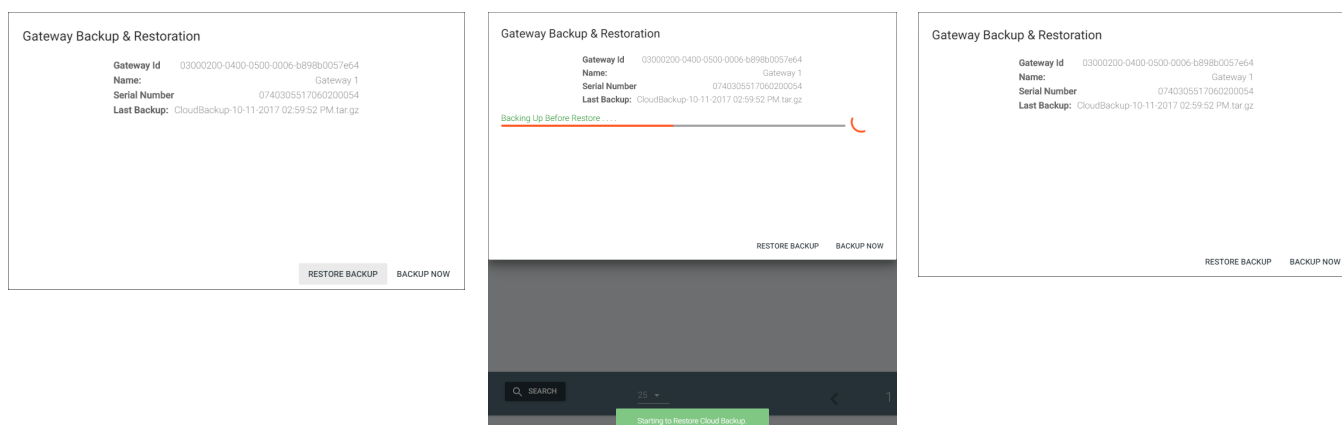 Gateway Backup & Restoration
Gateway Id 03000200-0400-0500-0006-b898b0057e64
Name: Gateway 1
Serial Number 0740305517060200054
Last Backup: CloudBackup-10-11-2017 02:59:52 PM.tar.gz
RESTORE BACKUP BACKUP NOW
Gateway Backup & Restoration
Gateway Id 03000200-0400-0500-0006-b898b0057e64
Name: Gateway 1
Serial Number 0740305517060200054
Last Backup: CloudBackup-10-11-2017 02:59:52 PM.tar.gz
Backing Up Before Restore . . . .
RESTORE BACKUP BACKUP NOW
SEARCH 25 1
Starting to Restore Cloud Backup.
Gateway Backup & Restoration
Gateway Id 03000200-0400-0500-0006-b898b0057e64
Name: Gateway 1
Serial Number 0740305517060200054
Last Backup: CloudBackup-10-11-2017 02:59:52 PM.tar.gz
RESTORE BACKUP BACKUP NOW